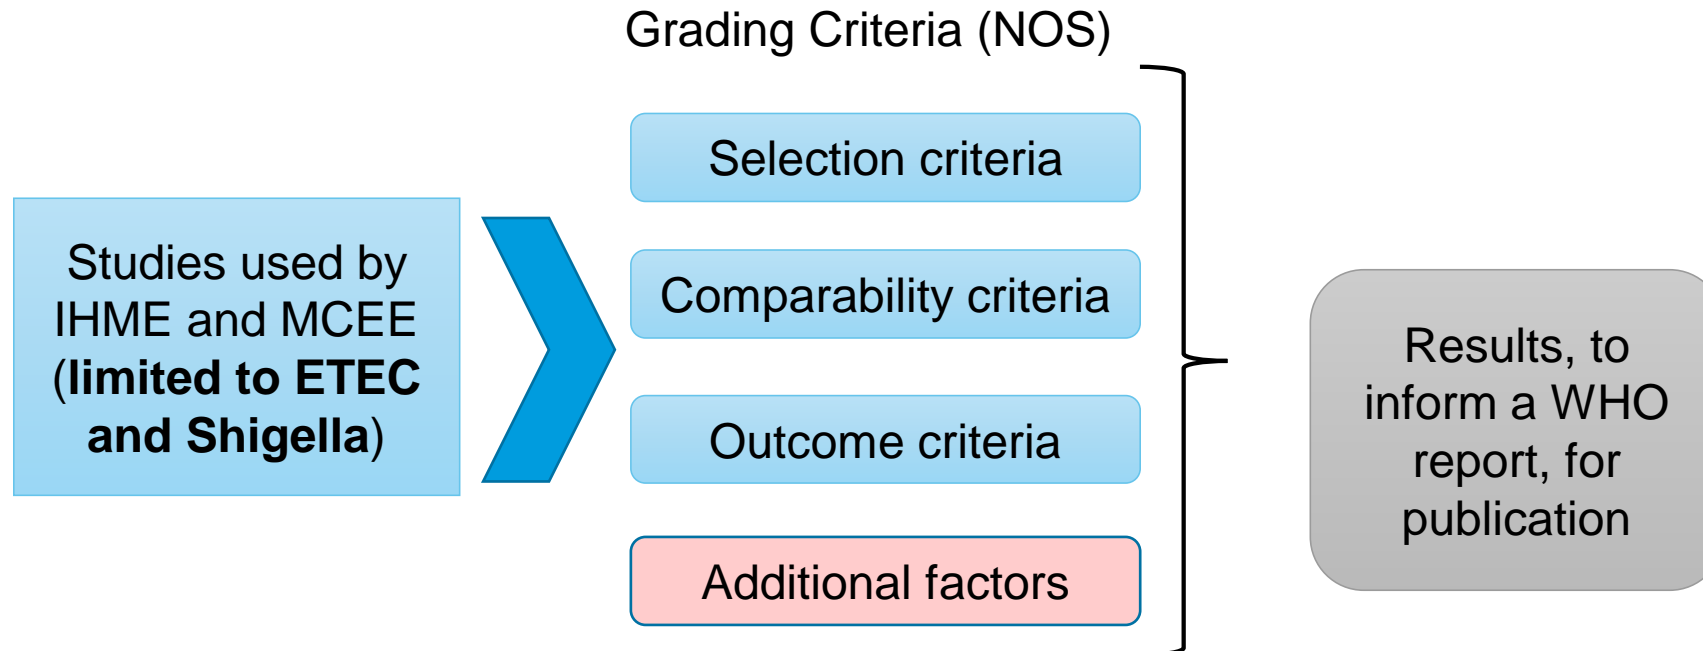 Grading Criteria (NOS)
Studies used by
IHME and MCEE
(limited to ETEC
and Shigella)
Selection criteria
Comparability criteria
Outcome criteria
Additional factors
Results, to
inform a WHO
report, for
publication